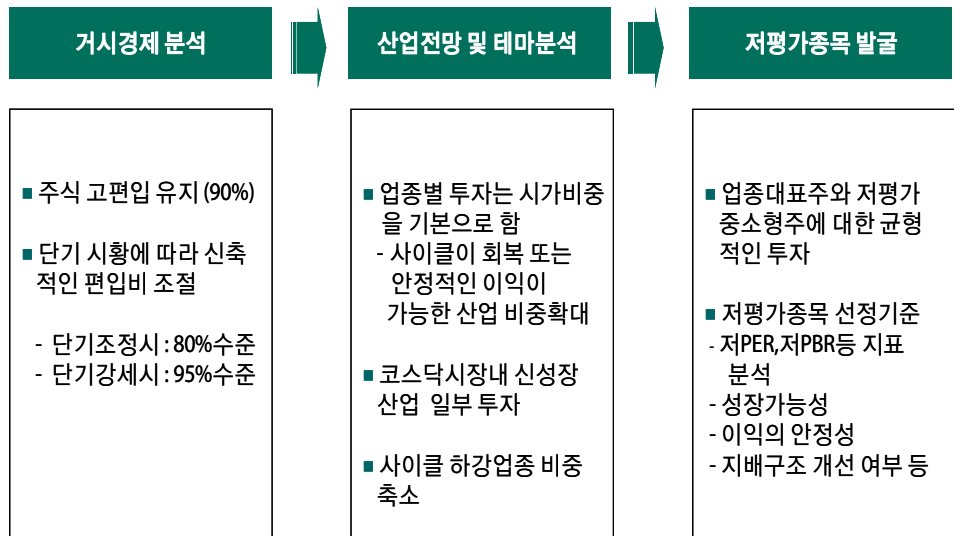 거시경제 분석
산업전망 및 테마분석
저평가종목 발굴
■ 주식 고편입 유지 (90%)
■ 단기 시황에 따라 신축
적인 편입비 조절
- 단기조정시 : 80%수준
- 단기강세시 : 95%수준
■ 업종별 투자는 시가비중
을 기본으로 함
- 사이클이 회복 또는
안정적인 이익이
가능한 산업 비중확대
■ 코스닥시장내 신성장
산업 일부 투자
■ 사이클 하강업종 비중
축소
■ 업종대표주와 저평가
중소형주에 대한 균형
적인 투자
■ 저평가종목 선정기준
- 저PER,저PBR등 지표
분석
- 성장가능성
- 이익의 안정성
- 지배구조 개선 여부 등